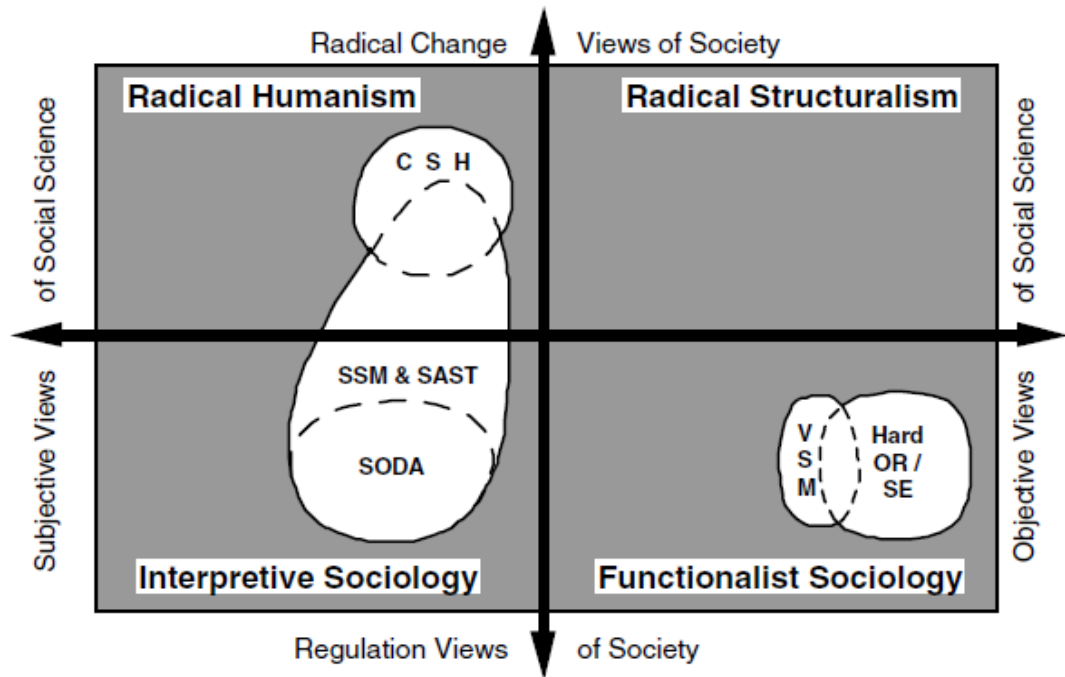 Radical Change Views of Society
Radical Humanism
Radical Structuralism
of Social Science
of Social Science
C S H
SSM & SAST
SODA
V
S
M
Hard
OR /
SE
Subjective Views
Objective Views
Interpretive Sociology
Functionalist Sociology
Regulation Views of Society